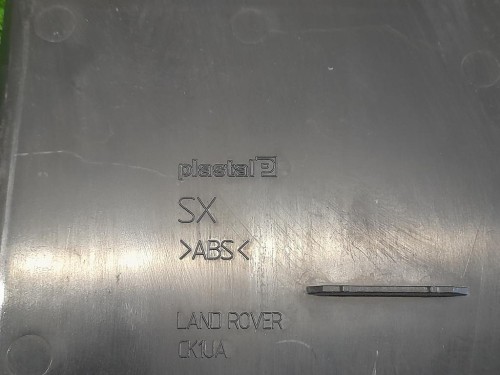 plastal P
SX
>ABS<
LAND ROVER
CK1UA